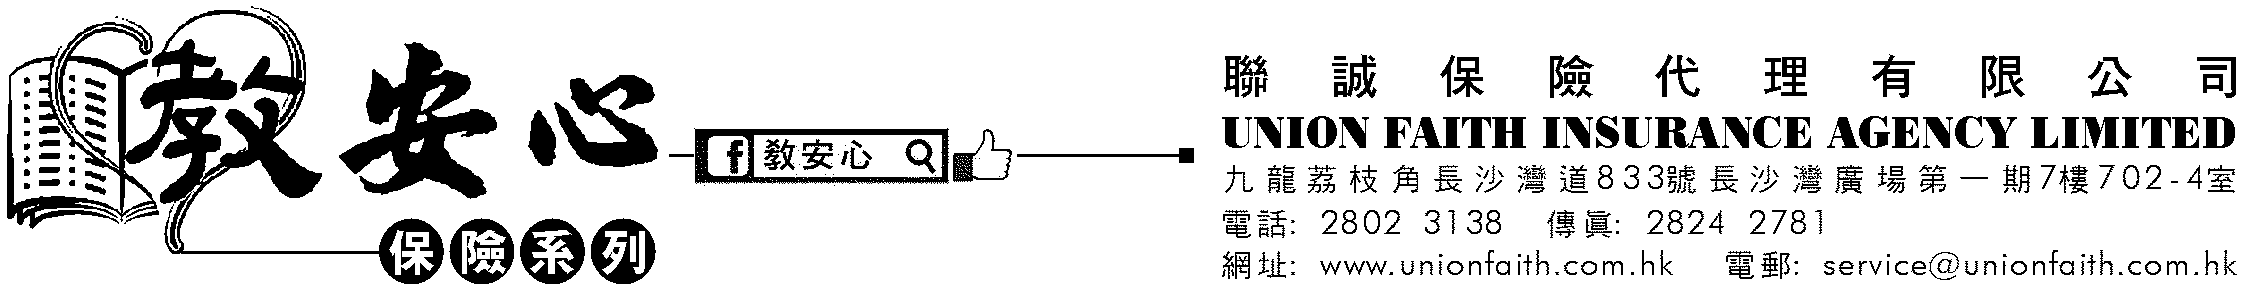 教安心
保險系列
f 教安心
聯誠保險代理有限公司
UNION FAITH INSURANCE AGENCY LIMITED
九龍荔枝角長沙灣道833號長沙灣廣場第一期7樓702-4室
電話: 2802 3138 傳眞: 2824 2781
網址: www.unionfaith.com.hk 電郵: service@unionfaith.com.hk